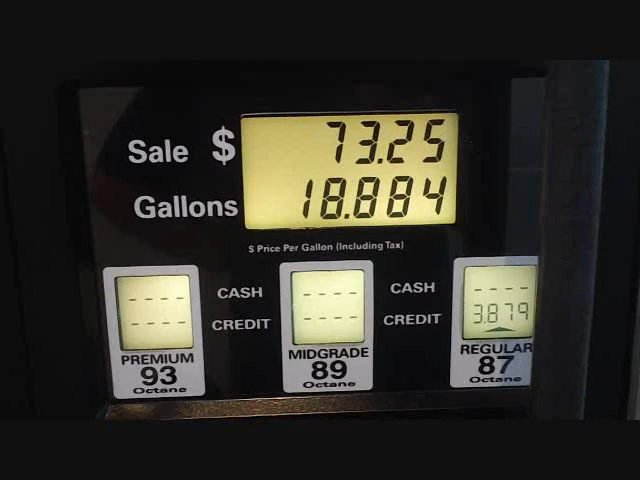 Sale $ 73.25
Gallons 18.884
$ Price Per Gallon (Including Tax)
---- CASH ---- CASH ----
---- CREDIT ---- CREDIT 3.879
PREMIUM MIDGRADE REGULAR
93 89 87
Octane Octane Octane